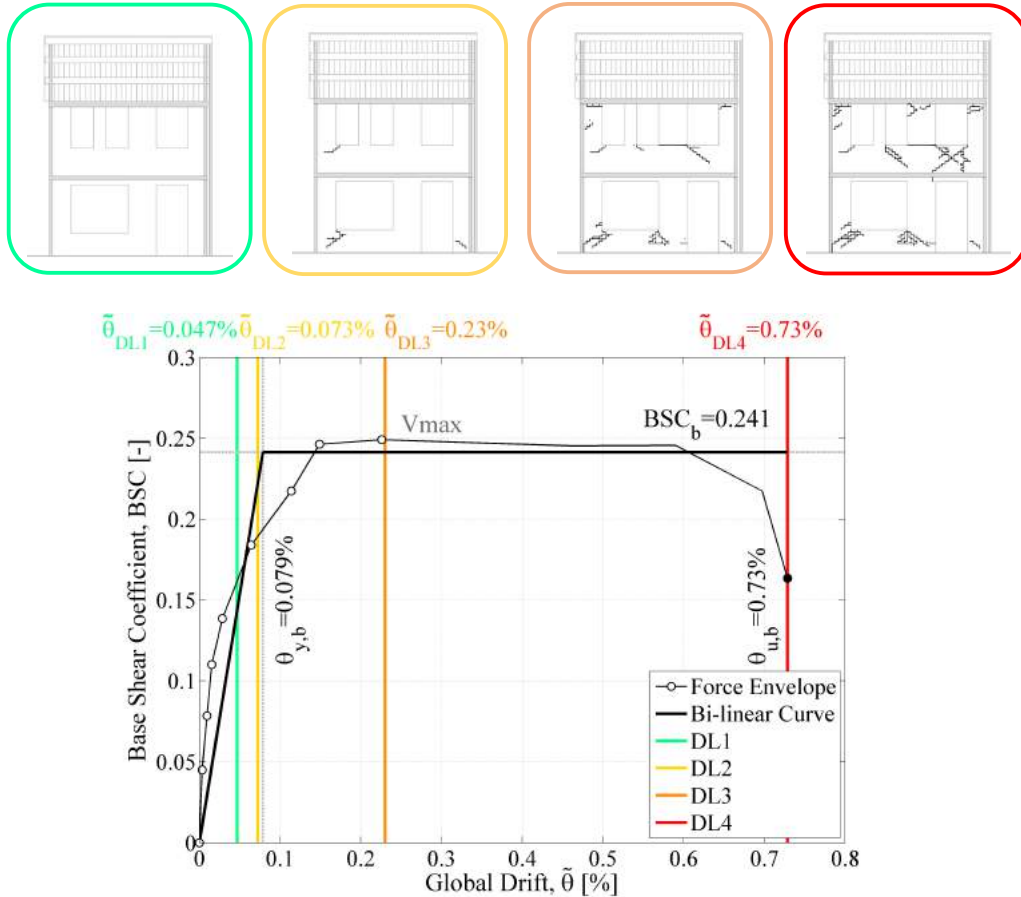 θ̃DL1=0.047% θ̃DL2=0.073% θ̃DL3=0.23% θ̃DL4=0.73%
0.3
0.25
0.2
0.15
0.1
0.05
0
Base Shear Coefficient, BSC [-]
Vmax
BSCb=0.241
θy,b=0.079%
θu,b=0.73%
Force Envelope
Bi-linear Curve
DL1
DL2
DL3
DL4
0 0.1 0.2 0.3 0.4 0.5 0.6 0.7 0.8
Global Drift, θ̃ [%]